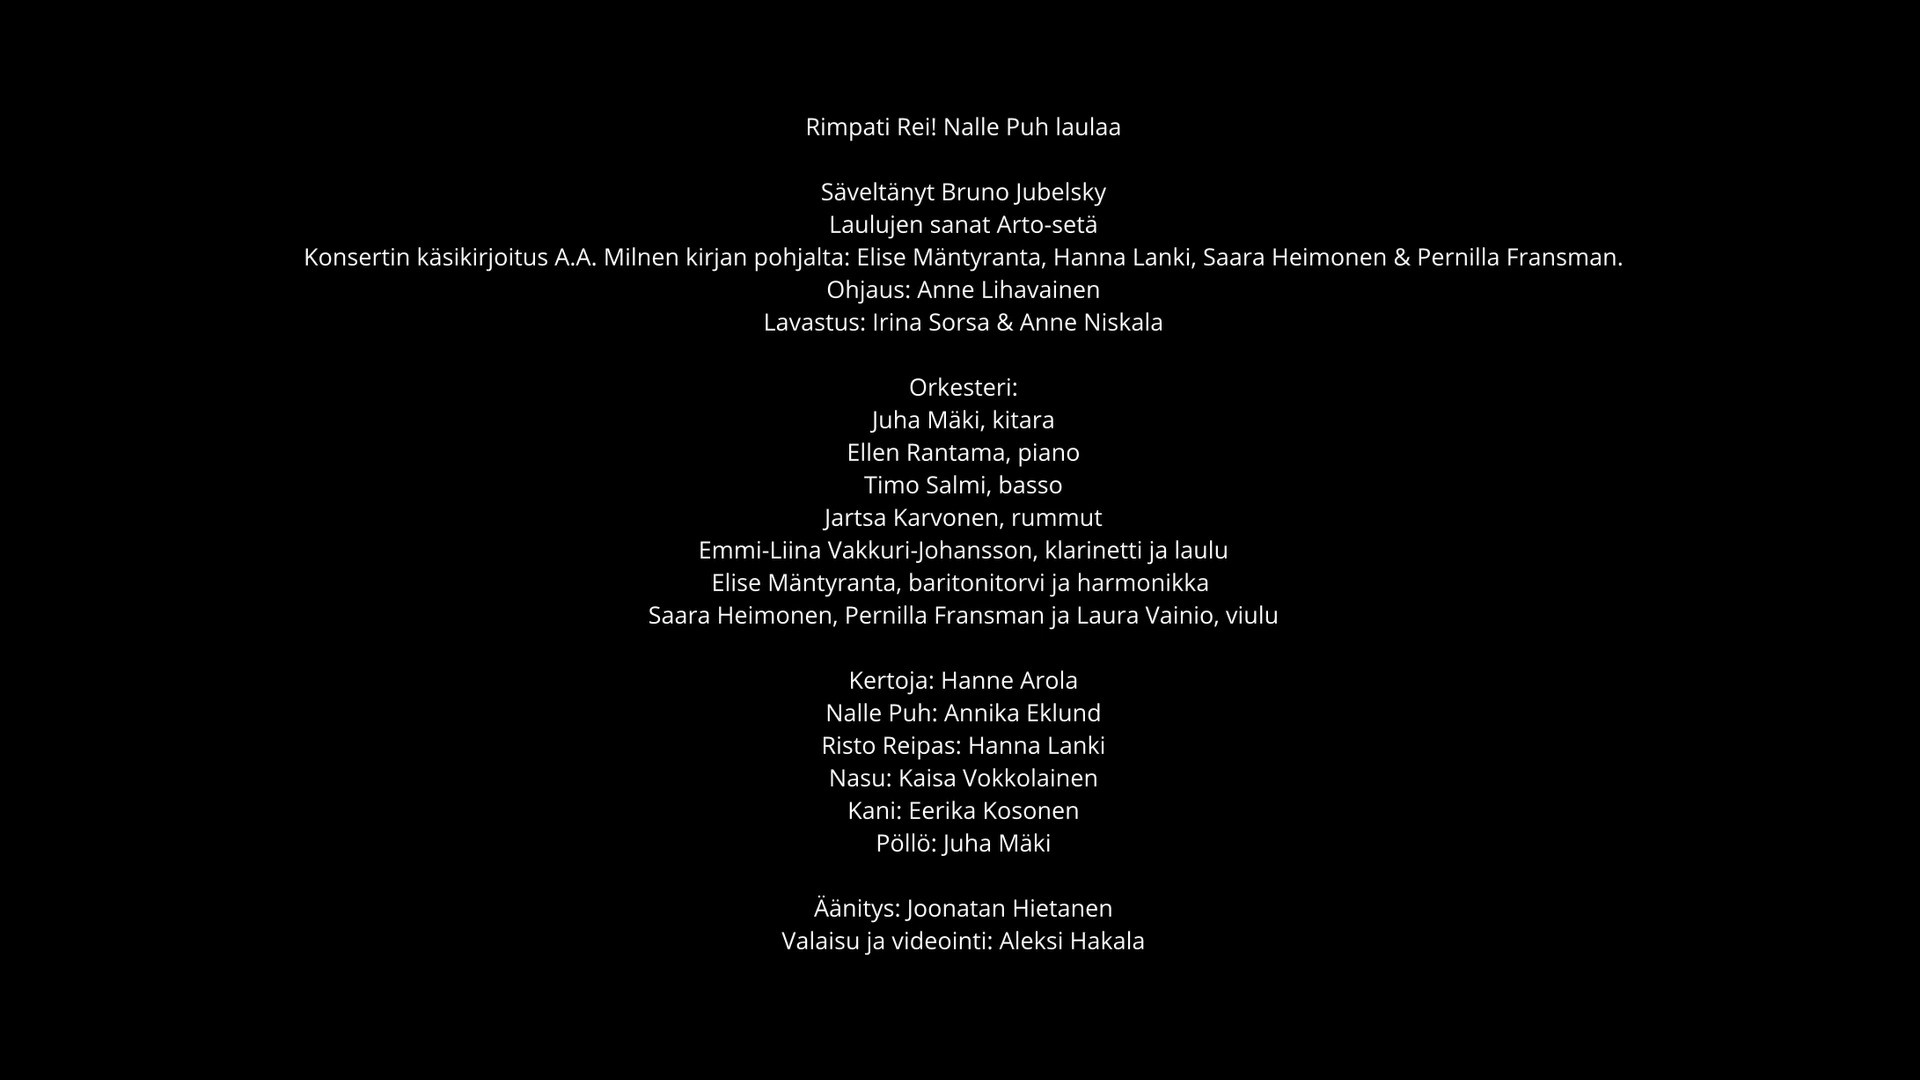 Rimpati Rei! Nalle Puh laulaa
Säveltänyt Bruno Jubelsky
Laulujen sanat Arto-setä
Konsertin käsikirjoitus A.A. Milnen kirjan pohjalta: Elise Mäntyranta, Hanna Lanki, Saara Heimonen & Pernilla Fransman.
Ohjaus: Anne Lihavainen
Lavastus: Irina Sorsa & Anne Niskala
Orkesteri:
Juha Mäki, kitara
Ellen Rantama, piano
Timo Salmi, basso
Jartsa Karvonen, rummut
Emmi-Liina Vakkuri-Johansson, klarinetti ja laulu
Elise Mäntyranta, baritonitorvi ja harmonikka
Saara Heimonen, Pernilla Fransman ja Laura Vainio, viulu
Kertoja: Hanne Arola
Nalle Puh: Annika Eklund
Risto Reipas: Hanna Lanki
Nasu: Kaisa Vokkolainen
Kani: Eerika Kosonen
Pöllö: Juha Mäki
Äänitys: Joonatan Hietanen
Valaisu ja videointi: Aleksi Hakala